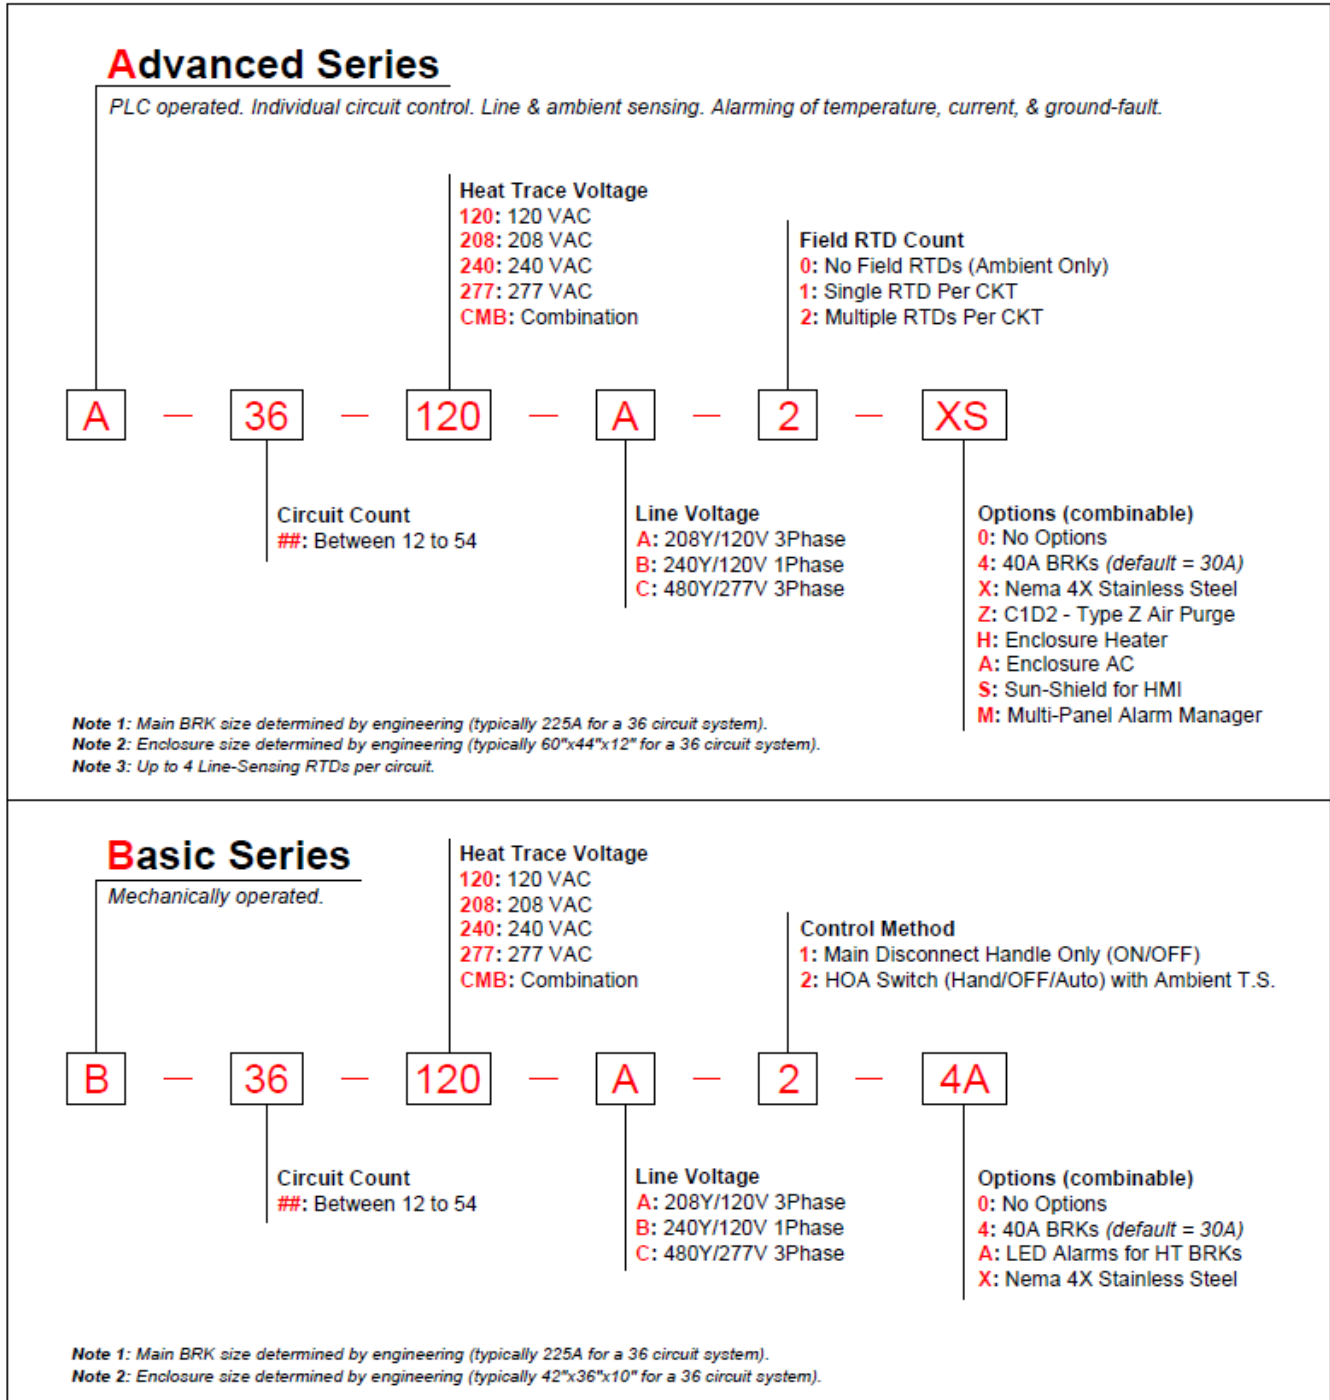 Advanced Series
PLC operated. Individual circuit control. Line & ambient sensing. Alarming of temperature, current, & ground-fault.
Heat Trace Voltage
120: 120 VAC
208: 208 VAC
240: 240 VAC
277: 277 VAC
CMB: Combination
Field RTD Count
0: No Field RTDs (Ambient Only)
1: Single RTD Per CKT
2: Multiple RTDs Per CKT
A — 36 — 120 — A — 2 — XS
Circuit Count
##: Between 12 to 54
Line Voltage
A: 208Y/120V 3Phase
B: 240Y/120V 1Phase
C: 480Y/277V 3Phase
Options (combinable)
0: No Options
4: 40A BRKs (default = 30A)
X: Nema 4X Stainless Steel
Z: C1D2 - Type Z Air Purge
H: Enclosure Heater
A: Enclosure AC
S: Sun-Shield for HMI
M: Multi-Panel Alarm Manager
Note 1: Main BRK size determined by engineering (typically 225A for a 36 circuit system).
Note 2: Enclosure size determined by engineering (typically 60"x44"x12" for a 36 circuit system).
Note 3: Up to 4 Line-Sensing RTDs per circuit.
Basic Series
Mechanically operated.
Heat Trace Voltage
120: 120 VAC
208: 208 VAC
240: 240 VAC
277: 277 VAC
CMB: Combination
Control Method
1: Main Disconnect Handle Only (ON/OFF)
2: HOA Switch (Hand/OFF/Auto) with Ambient T.S.
B — 36 — 120 — A — 2 — 4A
Circuit Count
##: Between 12 to 54
Line Voltage
A: 208Y/120V 3Phase
B: 240Y/120V 1Phase
C: 480Y/277V 3Phase
Options (combinable)
0: No Options
4: 40A BRKs (default = 30A)
A: LED Alarms for HT BRKs
X: Nema 4X Stainless Steel
Note 1: Main BRK size determined by engineering (typically 225A for a 36 circuit system).
Note 2: Enclosure size determined by engineering (typically 42"x36"x10" for a 36 circuit system).